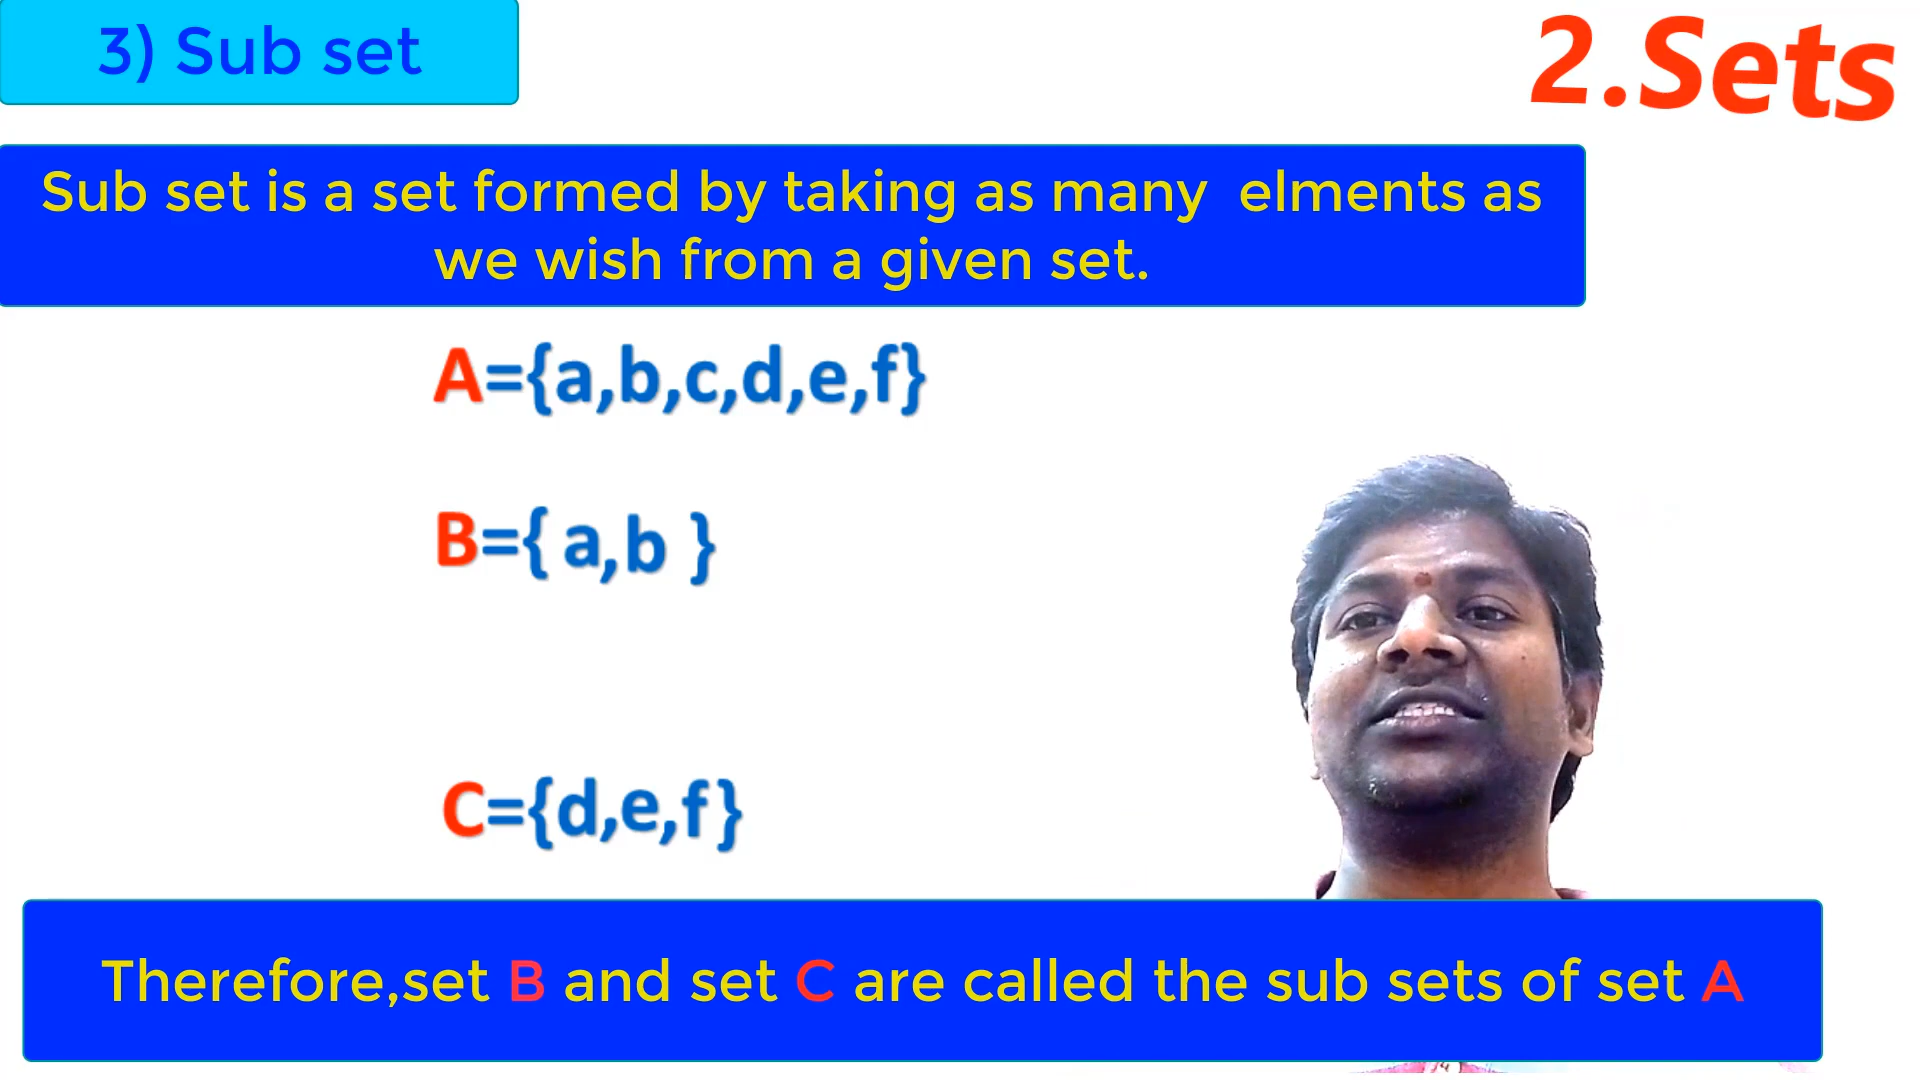 3) Sub set
2.Sets
Sub set is a set formed by taking as many elments as
we wish from a given set.
A={a,b,c,d,e,f}
B={ a,b }
C={d,e,f}
Therefore,set B and set C are called the sub sets of set A